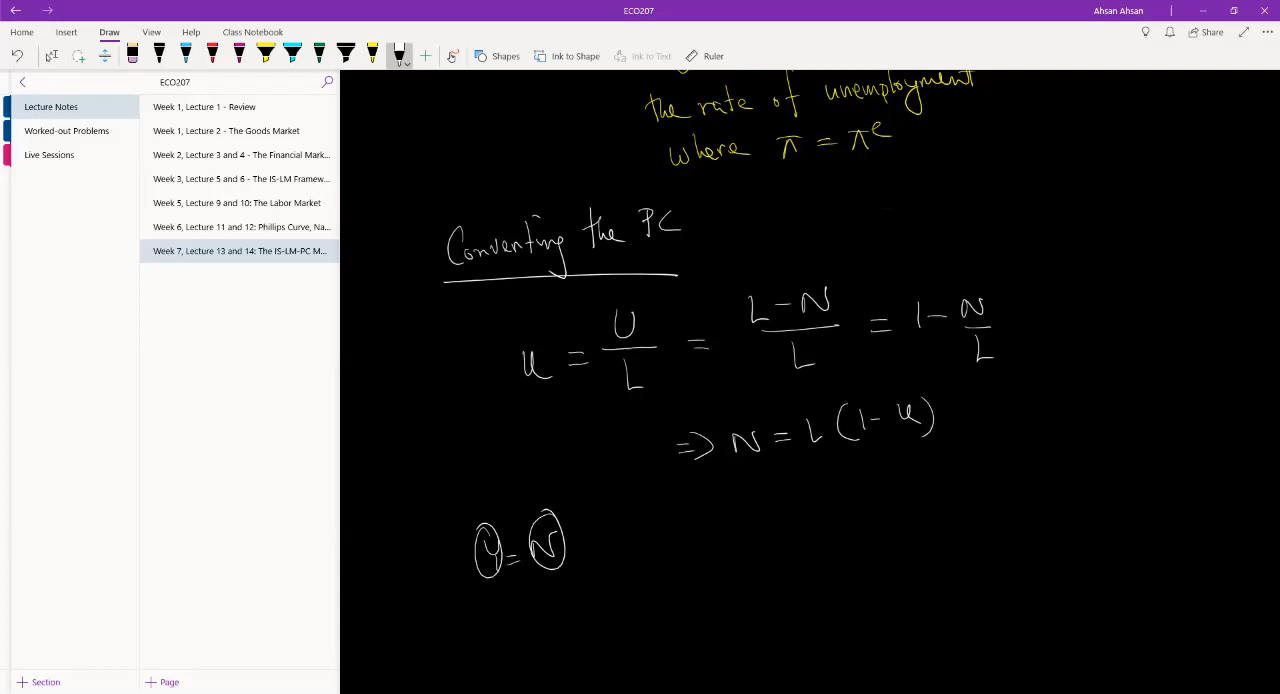 ECO207
Ahsan Ahsan
Home Insert Draw View Help Class Notebook
Share
Shapes Ink to Shape Ink to Text Ruler
ECO207
Lecture Notes
Worked-out Problems
Live Sessions
Week 1, Lecture 1 - Review
Week 1, Lecture 2 - The Goods Market
Week 2, Lecture 3 and 4 - The Financial Mark...
Week 3, Lecture 5 and 6 - The IS-LM Framew...
Week 5, Lecture 9 and 10: The Labor Market
Week 6, Lecture 11 and 12: Phillips Curve, Na...
Week 7, Lecture 13 and 14: The IS-LM-PC M...
the rate of unemployment
where π = πᵉ
Converting the PC
u = U/L = (L - N)/L = 1 - N/L
=> N = L (1 - u)
Y = N
+ Section
+ Page